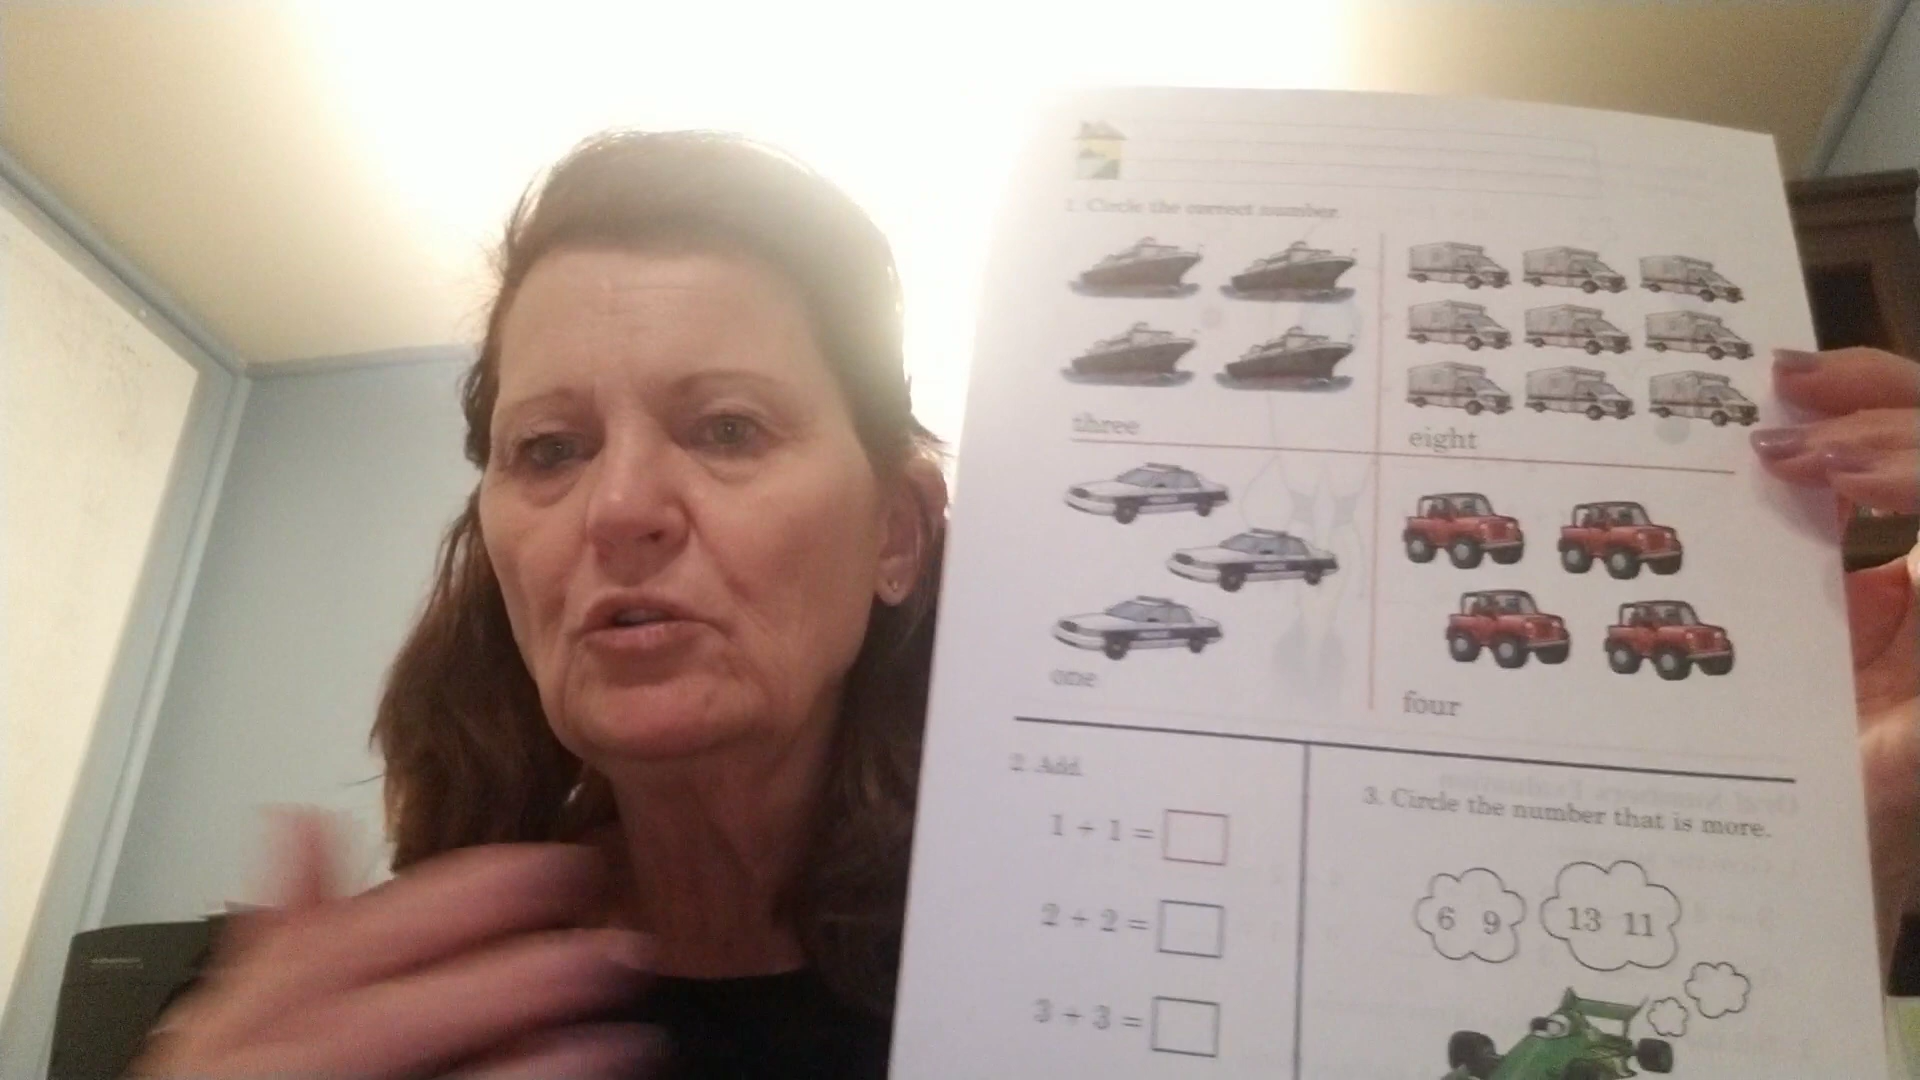 1. Circle the correct number.
three
eight
one
four
2. Add.
1 + 1 =
2 + 2 =
3 + 3 =
3. Circle the number that is more.
6 9
13 11